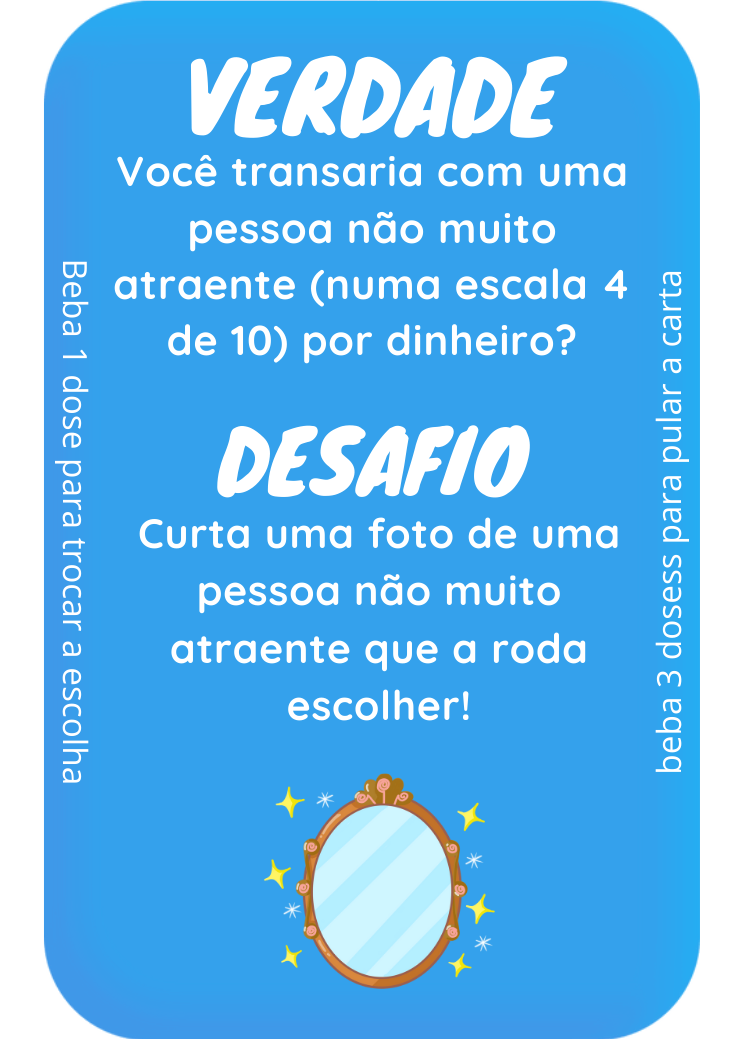 VERDADE
Você transaria com uma
pessoa não muito
atraente (numa escala 4
de 10) por dinheiro?
DESAFIO
Curta uma foto de uma
pessoa não muito
atraente que a roda
escolher!
Beba 1 dose para trocar a escolha
beba 3 dosess para pular a carta